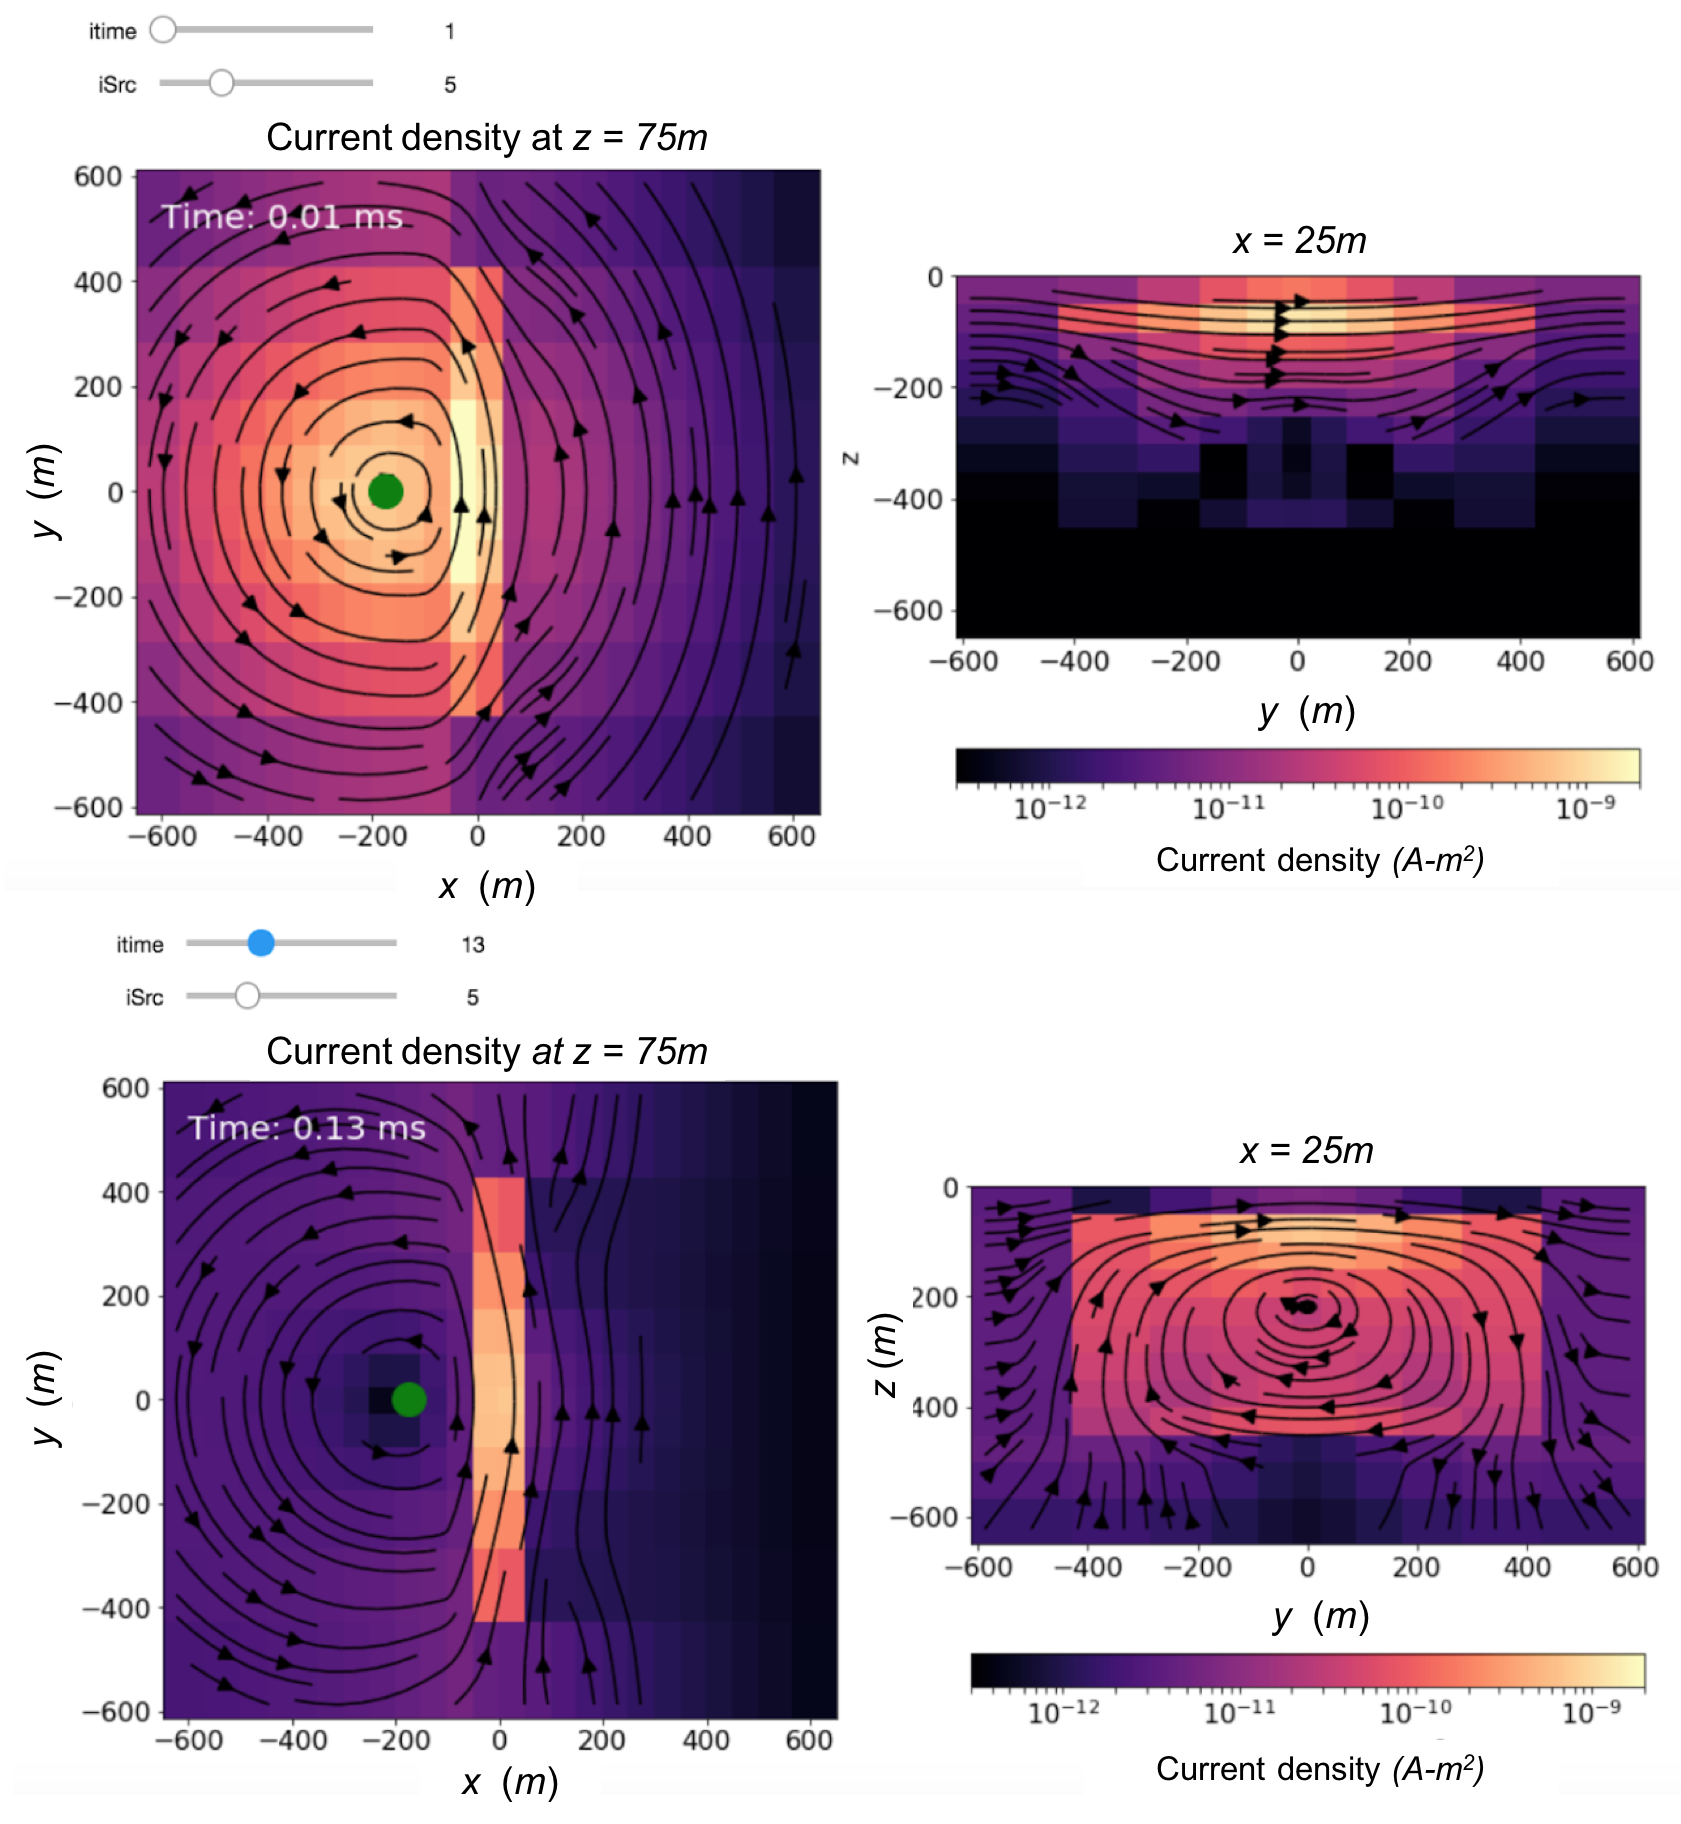 itime 1
iSrc 5
Current density at z = 75m
Time: 0.01 ms
600
400
200
0
−200
−400
−600
y (m)
−600 −400 −200 0 200 400 600
x (m)
x = 25m
0
−200
−400
−600
z
−600 −400 −200 0 200 400 600
y (m)
10⁻¹² 10⁻¹¹ 10⁻¹⁰ 10⁻⁹
Current density (A-m²)
itime 13
iSrc 5
Current density at z = 75m
Time: 0.13 ms
600
400
200
0
−200
−400
−600
y (m)
−600 −400 −200 0 200 400 600
x (m)
x = 25m
0
200
400
−600
z (m)
−600 −400 −200 0 200 400 600
y (m)
10⁻¹² 10⁻¹¹ 10⁻¹⁰ 10⁻⁹
Current density (A-m²)